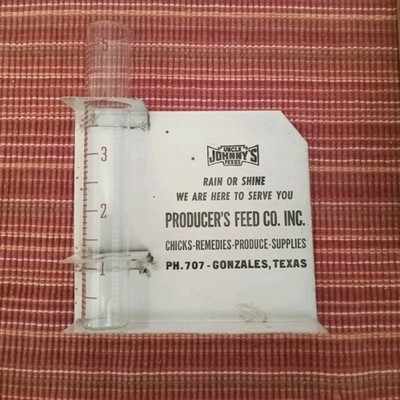 UNCLE
JOHNNY'S
FEEDS
RAIN OR SHINE
WE ARE HERE TO SERVE YOU
PRODUCER'S FEED CO. INC.
CHICKS-REMEDIES-PRODUCE-SUPPLIES
PH. 707 - GONZALES, TEXAS
5
3
2
1